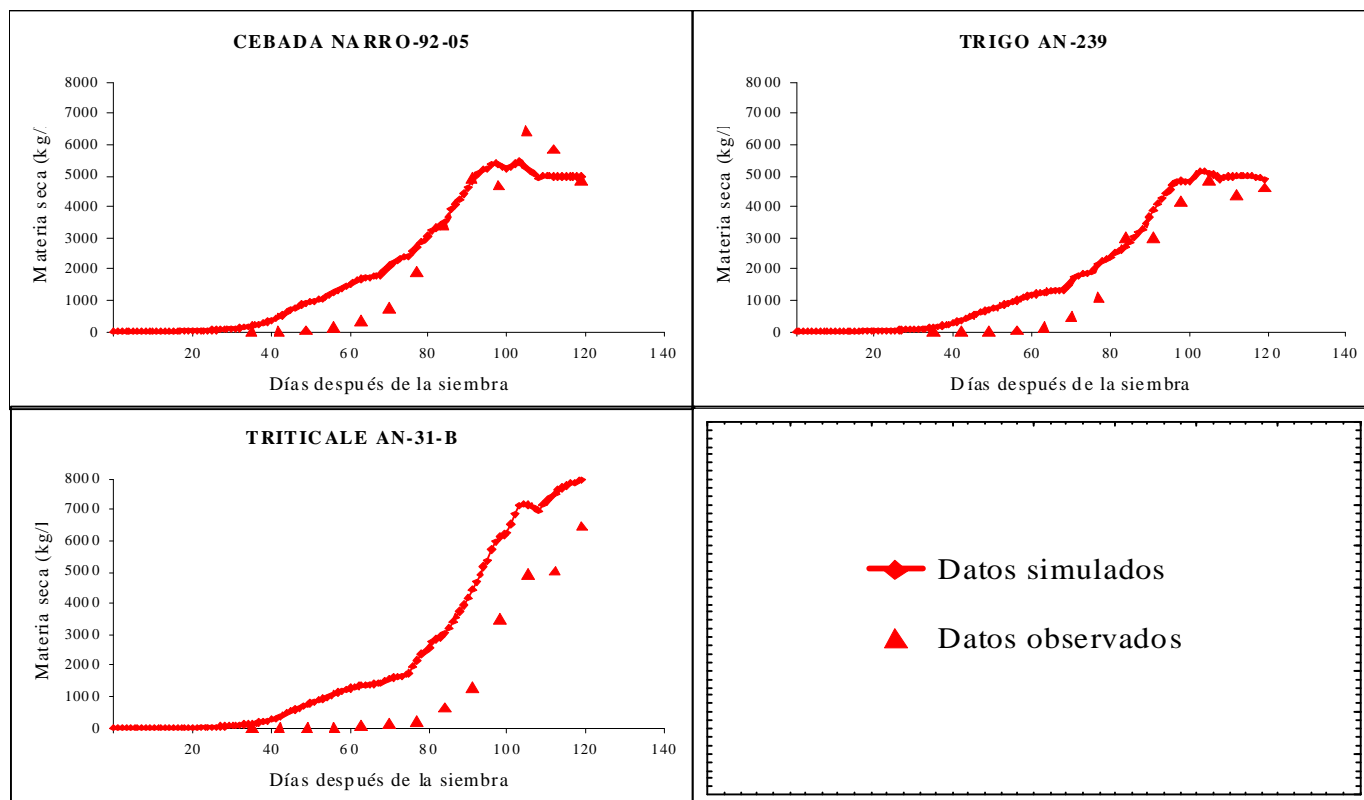 CEBADA NARRO-92-05
8000
7000
6000
5000
4000
3000
2000
1000
0
Materia seca (kg/
20 40 60 80 100 120 140
Días después de la siembra
TRIGO AN-239
8000
7000
6000
5000
4000
3000
2000
1000
0
Materia seca (kg/
20 40 60 80 100 120 140
Días después de la siembra
TRITICALE AN-31-B
8000
7000
6000
5000
4000
3000
2000
1000
0
Materia seca (kg/
20 40 60 80 100 120 140
Días después de la siembra
Datos simulados
Datos observados